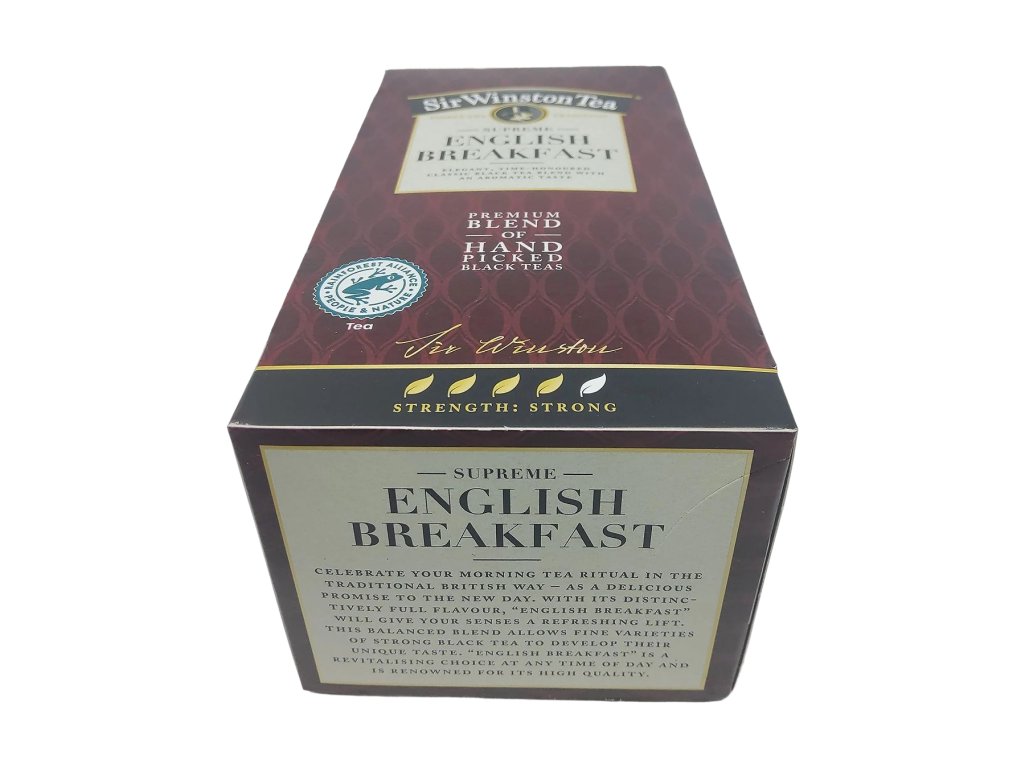 Sir Winston Tea
SUPREME
ENGLISH
BREAKFAST
ELEGANT, TIME-HONOURED
CLASSIC BLACK TEA BLEND WITH
AN AROMATIC TASTE
PREMIUM
BLEND
OF
HAND
PICKED
BLACK TEAS
RAINFOREST ALLIANCE
PEOPLE & NATURE
Tea
Sir Winston
STRENGTH: STRONG
SUPREME
ENGLISH
BREAKFAST
CELEBRATE YOUR MORNING TEA RITUAL IN THE
TRADITIONAL BRITISH WAY – AS A DELICIOUS
PROMISE TO THE NEW DAY. WITH ITS DISTINC-
TIVELY FULL FLAVOUR, “ENGLISH BREAKFAST”
WILL GIVE YOUR SENSES A REFRESHING LIFT.
THIS BALANCED BLEND ALLOWS FINE VARIETIES
OF STRONG BLACK TEA TO DEVELOP THEIR
UNIQUE TASTE. “ENGLISH BREAKFAST” IS A
REVITALISING CHOICE AT ANY TIME OF DAY AND
IS RENOWNED FOR ITS HIGH QUALITY.